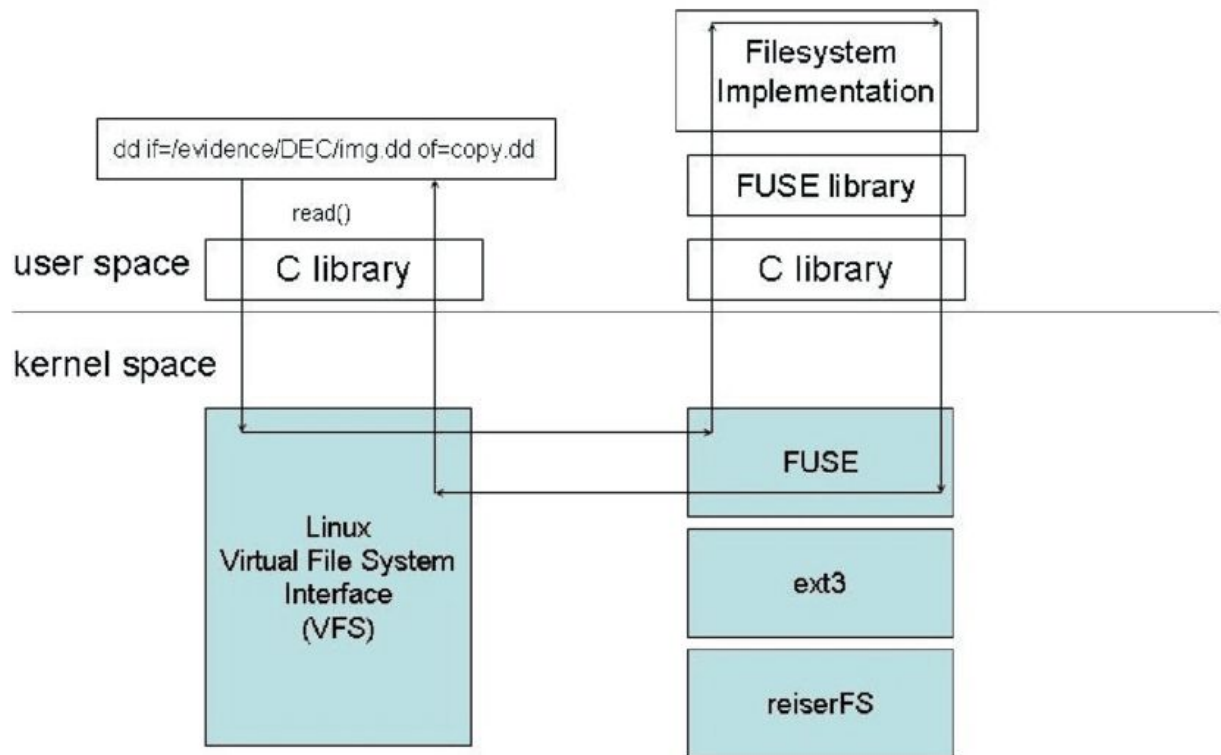 Filesystem
Implementation
dd if=/evidence/DEC/img.dd of=copy.dd
FUSE library
read()
user space
C library
C library
kernel space
FUSE
Linux
Virtual File System
Interface
(VFS)
ext3
reiserFS